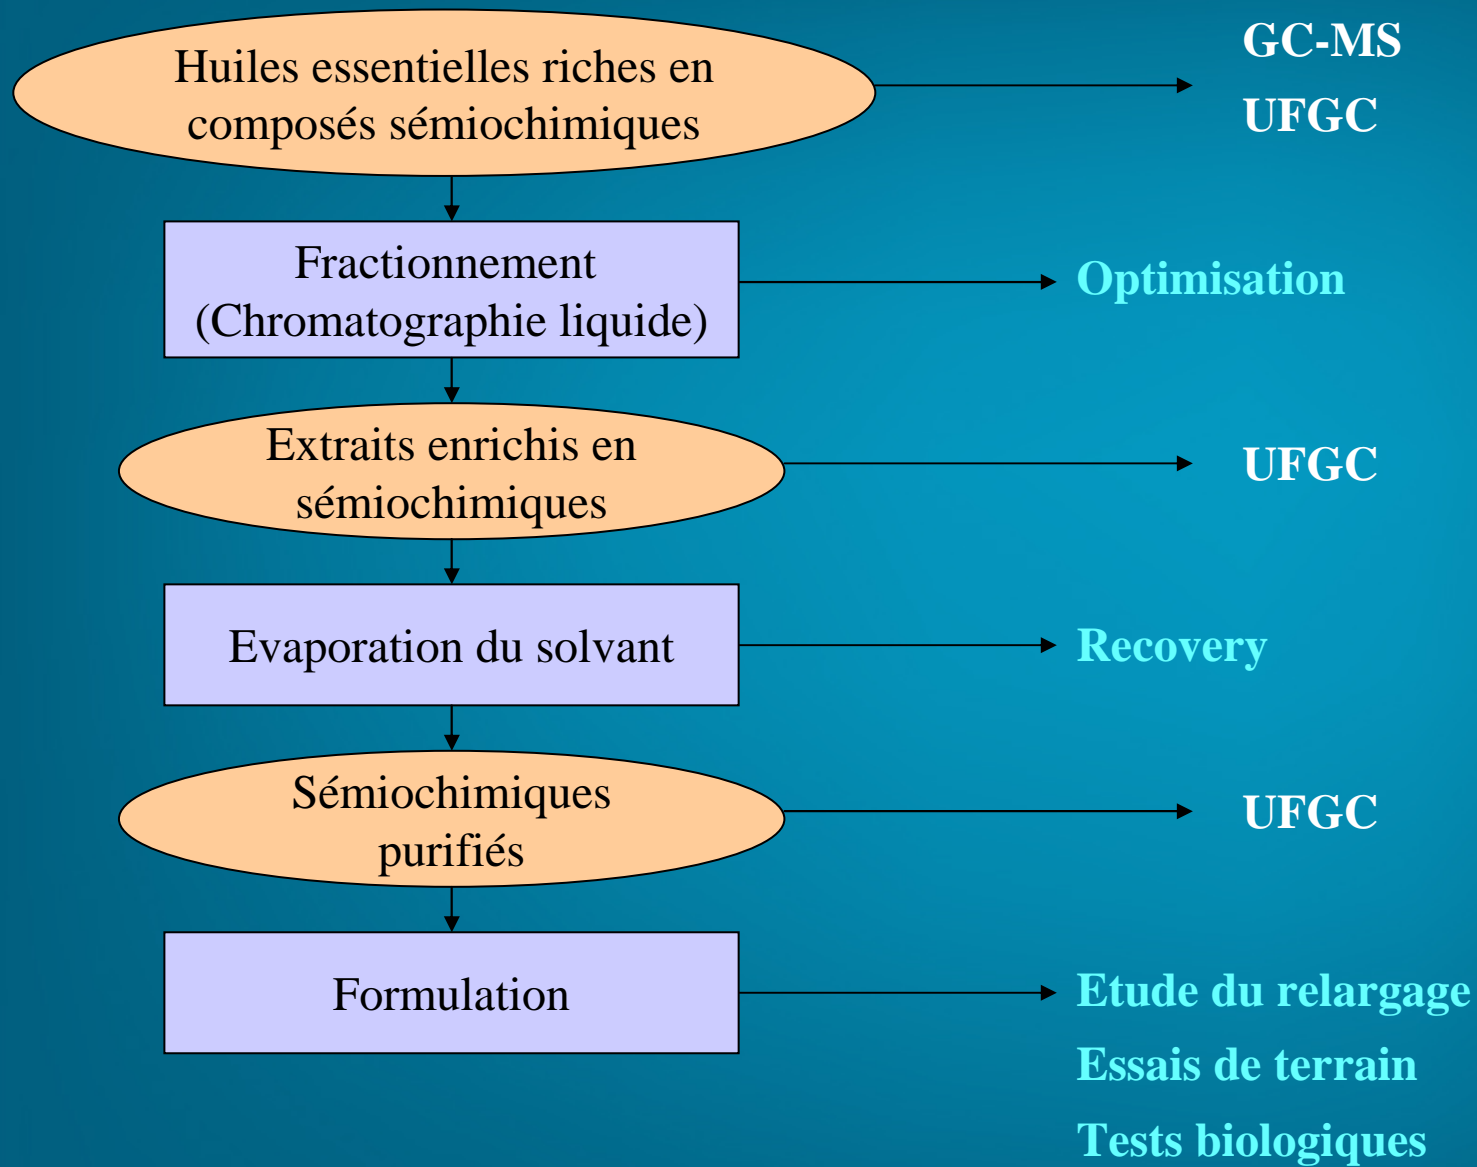 Huiles essentielles riches en
composés sémiochimiques
GC-MS
UFGC
Fractionnement
(Chromatographie liquide)
Optimisation
Extraits enrichis en
sémiochimiques
UFGC
Evaporation du solvant
Recovery
Sémiochimiques
purifiés
UFGC
Formulation
Etude du relargage
Essais de terrain
Tests biologiques